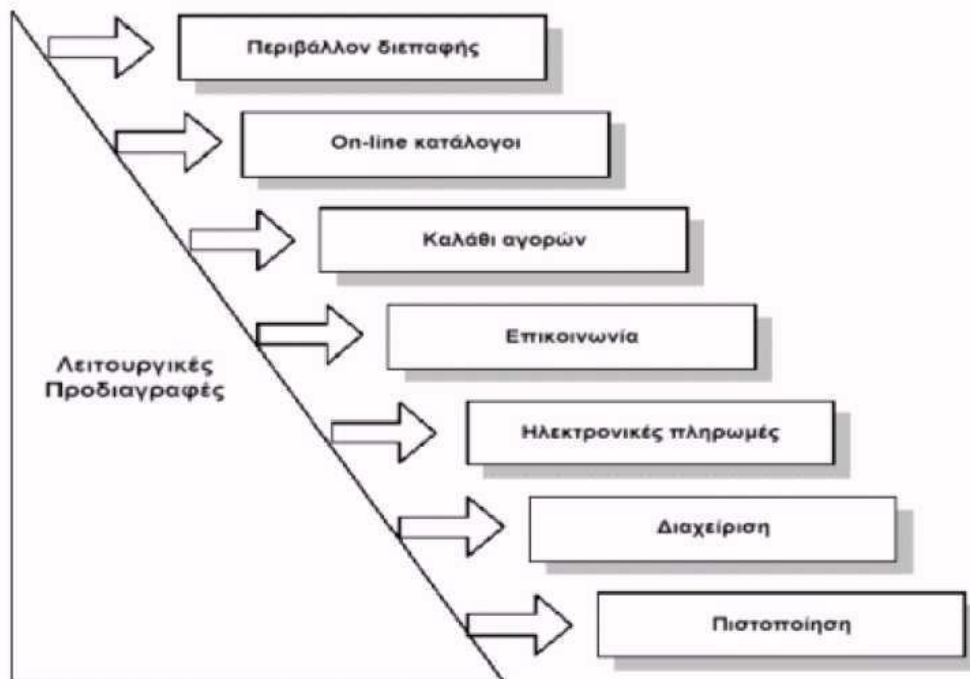 Περιβάλλον διεπαφής
On-line κατάλογοι
Καλάθι αγορών
Επικοινωνία
Λειτουργικές
Προδιαγραφές
Ηλεκτρονικές πληρωμές
Διαχείριση
Πιστοποίηση